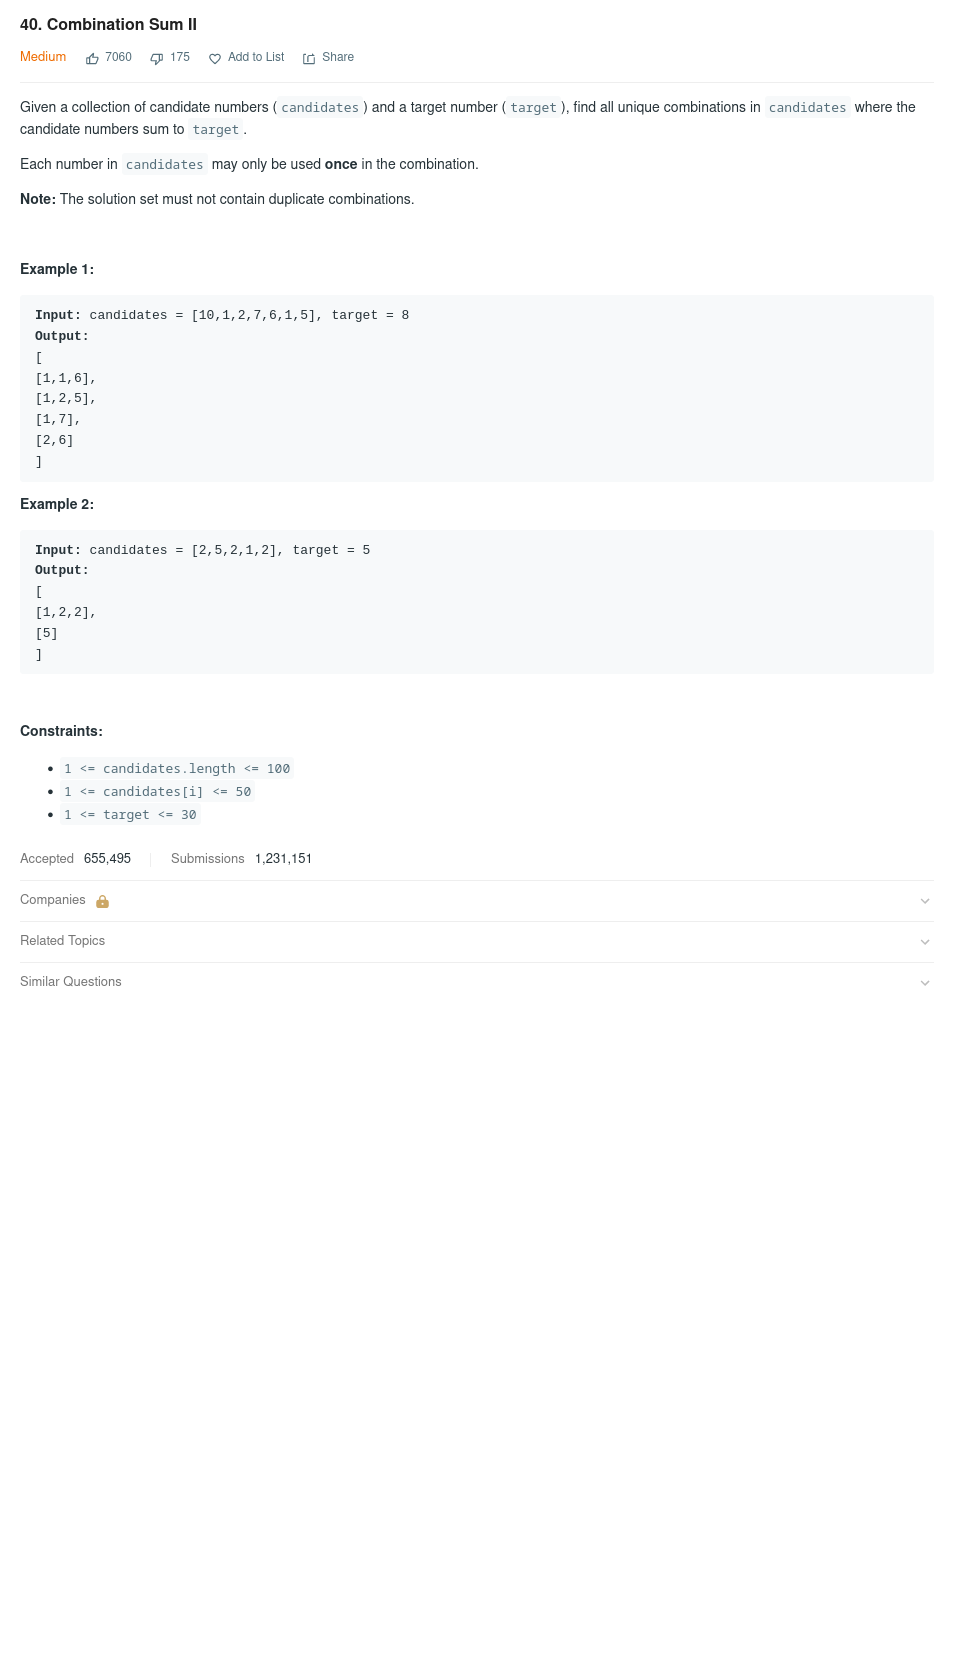 40. Combination Sum II
Medium 7060 175 Add to List Share
Given a collection of candidate numbers ( candidates ) and a target number ( target ), find all unique combinations in candidates where the
candidate numbers sum to target .
Each number in candidates may only be used once in the combination.
Note: The solution set must not contain duplicate combinations.
Example 1:
Input: candidates = [10,1,2,7,6,1,5], target = 8
Output:
[
[1,1,6],
[1,2,5],
[1,7],
[2,6]
]
Example 2:
Input: candidates = [2,5,2,1,2], target = 5
Output:
[
[1,2,2],
[5]
]
Constraints:
• 1 <= candidates.length <= 100
• 1 <= candidates[i] <= 50
• 1 <= target <= 30
Accepted 655,495 Submissions 1,231,151
Companies
Related Topics
Similar Questions